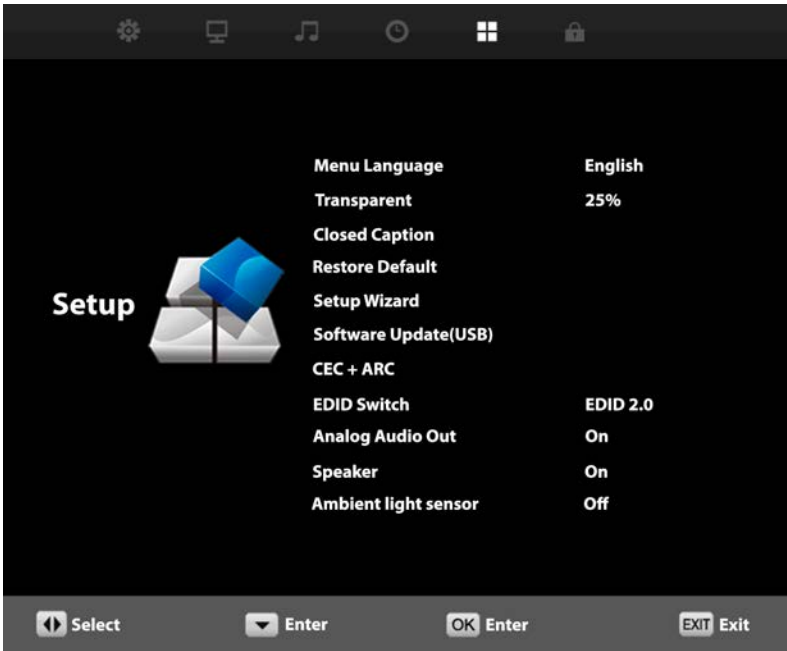 Setup
Menu Language English
Transparent 25%
Closed Caption
Restore Default
Setup Wizard
Software Update(USB)
CEC + ARC
EDID Switch EDID 2.0
Analog Audio Out On
Speaker On
Ambient light sensor Off
Select Enter OK Enter EXIT Exit